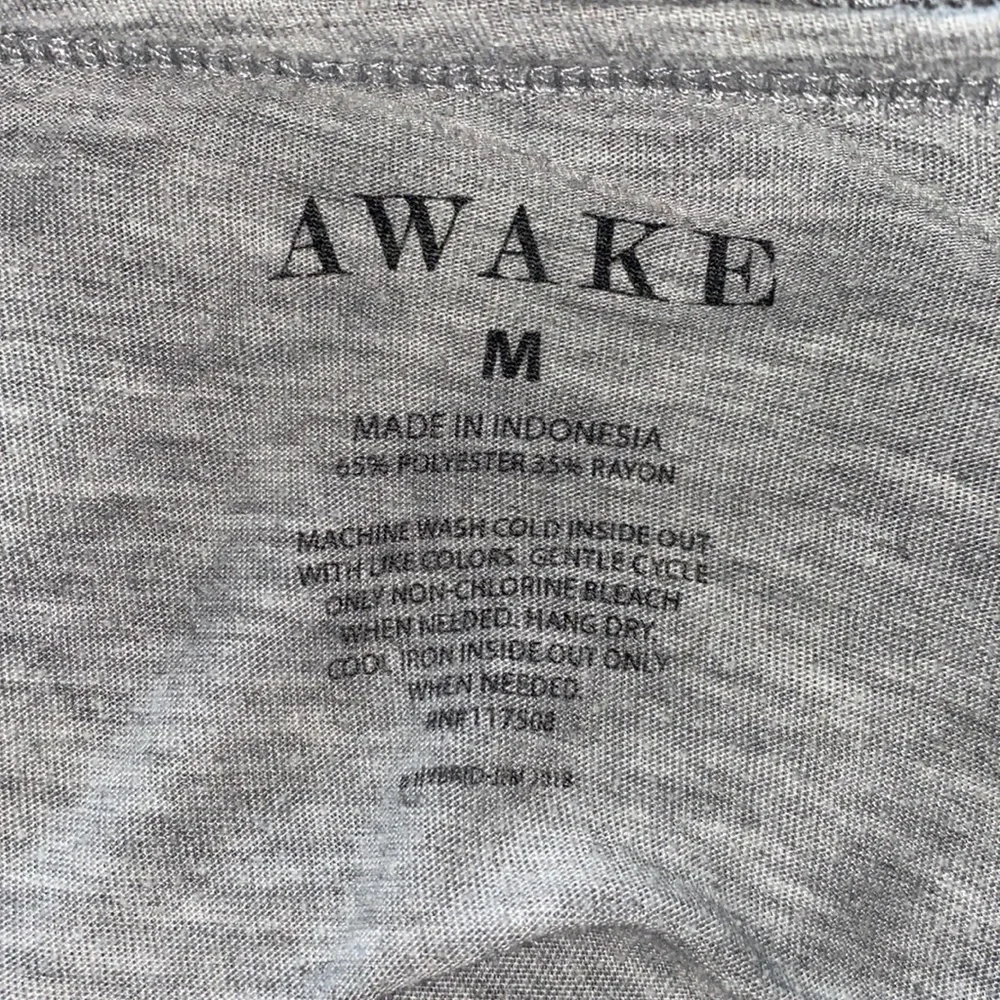 AWAKE
M
MADE IN INDONESIA
65% POLYESTER 35% RAYON
MACHINE WASH COLD INSIDE OUT
WITH LIKE COLORS. GENTLE CYCLE
ONLY NON-CHLORINE BLEACH
WHEN NEEDED. HANG DRY.
COOL IRON INSIDE OUT ONLY
WHEN NEEDED.